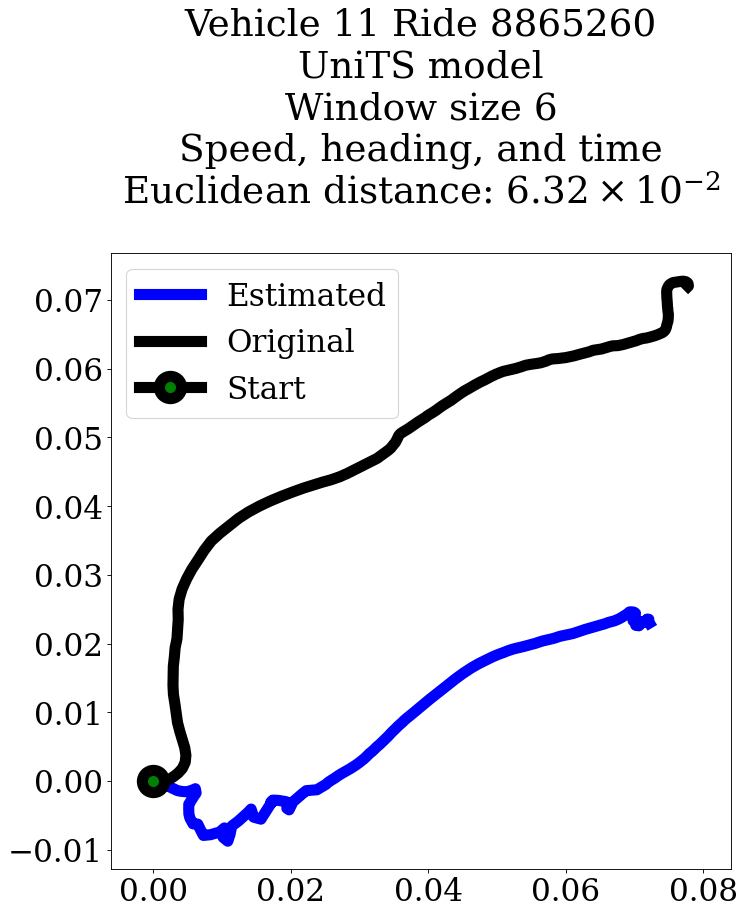 Vehicle 11 Ride 8865260
UniTS model
Window size 6
Speed, heading, and time
Euclidean distance: 6.32 × 10⁻²
Estimated
Original
Start
0.07
0.06
0.05
0.04
0.03
0.02
0.01
0.00
−0.01
0.00 0.02 0.04 0.06 0.08